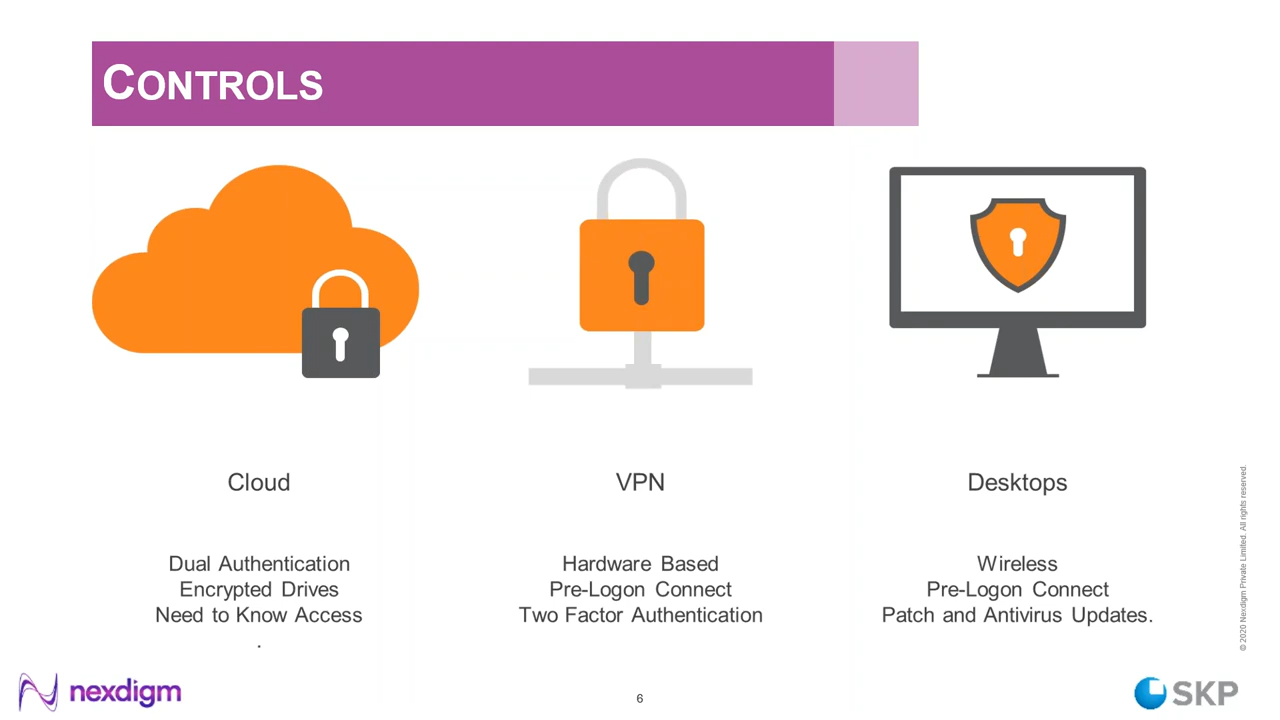 CONTROLS
Cloud
Dual Authentication
Encrypted Drives
Need to Know Access
.
VPN
Hardware Based
Pre-Logon Connect
Two Factor Authentication
Desktops
Wireless
Pre-Logon Connect
Patch and Antivirus Updates.
© 2020 Nexdigm Private Limited. All rights reserved.
nexdigm
6
SKP